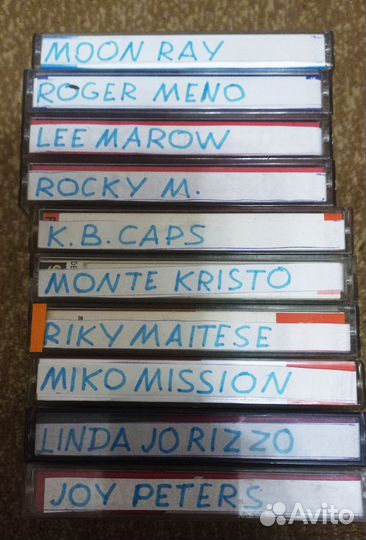 MOON RAY
ROGER MENO
LEE MAROW
ROCKY M.
K.B. CAPS
MONTE KRISTO
RIKY MAITESE
MIKO MISSION
LINDA JO RIZZO
JOY PETERS
Avito